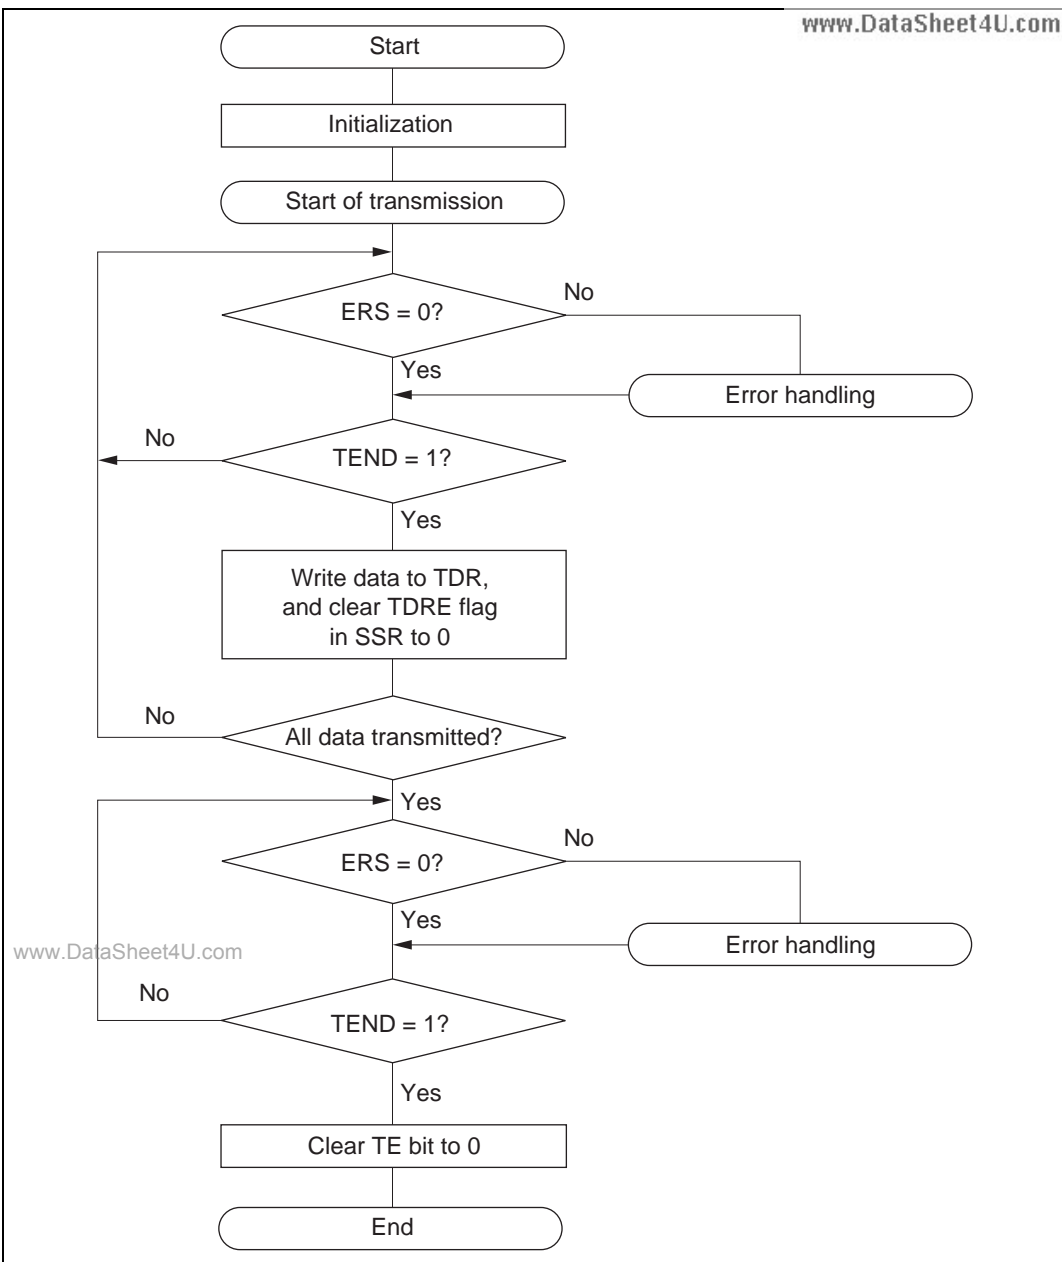 www.DataSheet4U.com
Start
Initialization
Start of transmission
ERS = 0?
No
Yes
Error handling
No
TEND = 1?
Yes
Write data to TDR,
and clear TDRE flag
in SSR to 0
No
All data transmitted?
Yes
ERS = 0?
No
Yes
Error handling
www.DataSheet4U.com
No
TEND = 1?
Yes
Clear TE bit to 0
End